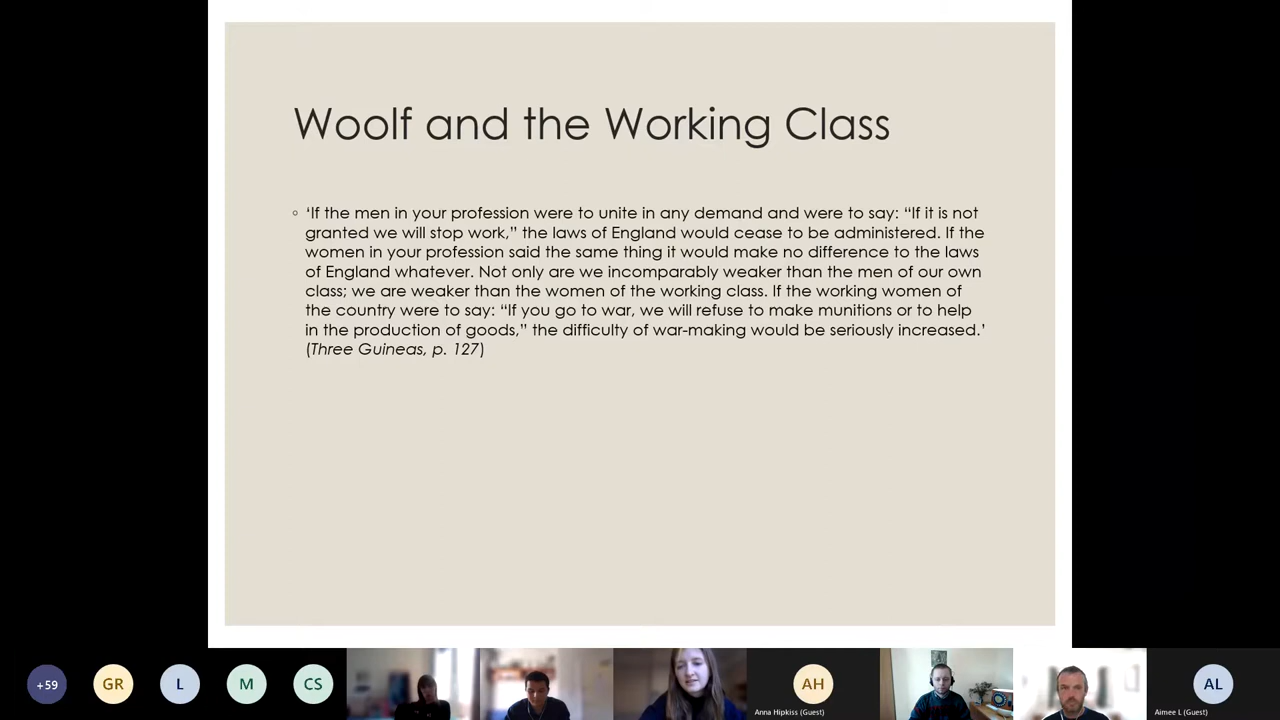 Woolf and the Working Class
◦ ‘If the men in your profession were to unite in any demand and were to say: “If it is not
granted we will stop work,” the laws of England would cease to be administered. If the
women in your profession said the same thing it would make no difference to the laws
of England whatever. Not only are we incomparably weaker than the men of our own
class; we are weaker than the women of the working class. If the working women of
the country were to say: “If you go to war, we will refuse to make munitions or to help
in the production of goods,” the difficulty of war-making would be seriously increased.’
(Three Guineas, p. 127)
+59
GR
L
M
CS
AH
Anna Hipkiss (Guest)
AL
Aimee L (Guest)